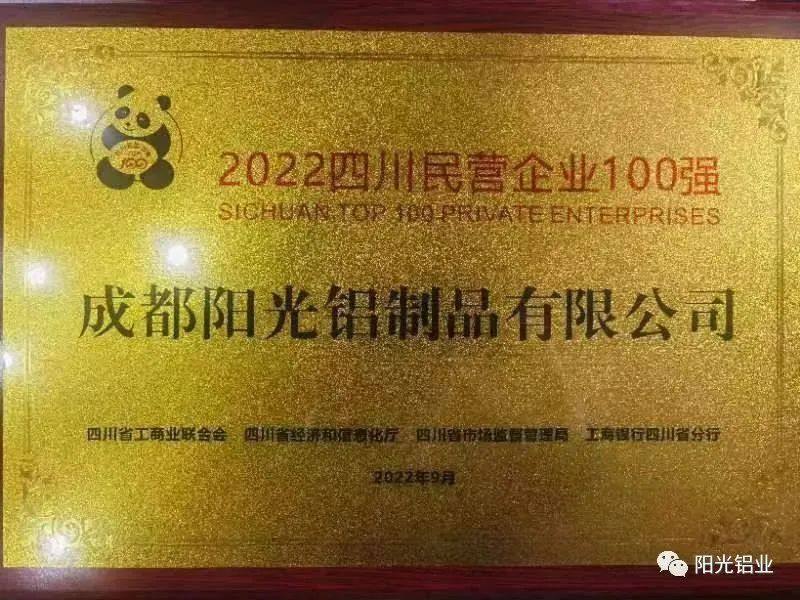 100
2022四川民营企业100强
SICHUAN TOP 100 PRIVATE ENTERPRISES
成都阳光铝制品有限公司
四川省工商业联合会 四川省经济和信息化厅 四川省市场监督管理局 工商银行四川省分行
2022年9月
阳光铝业